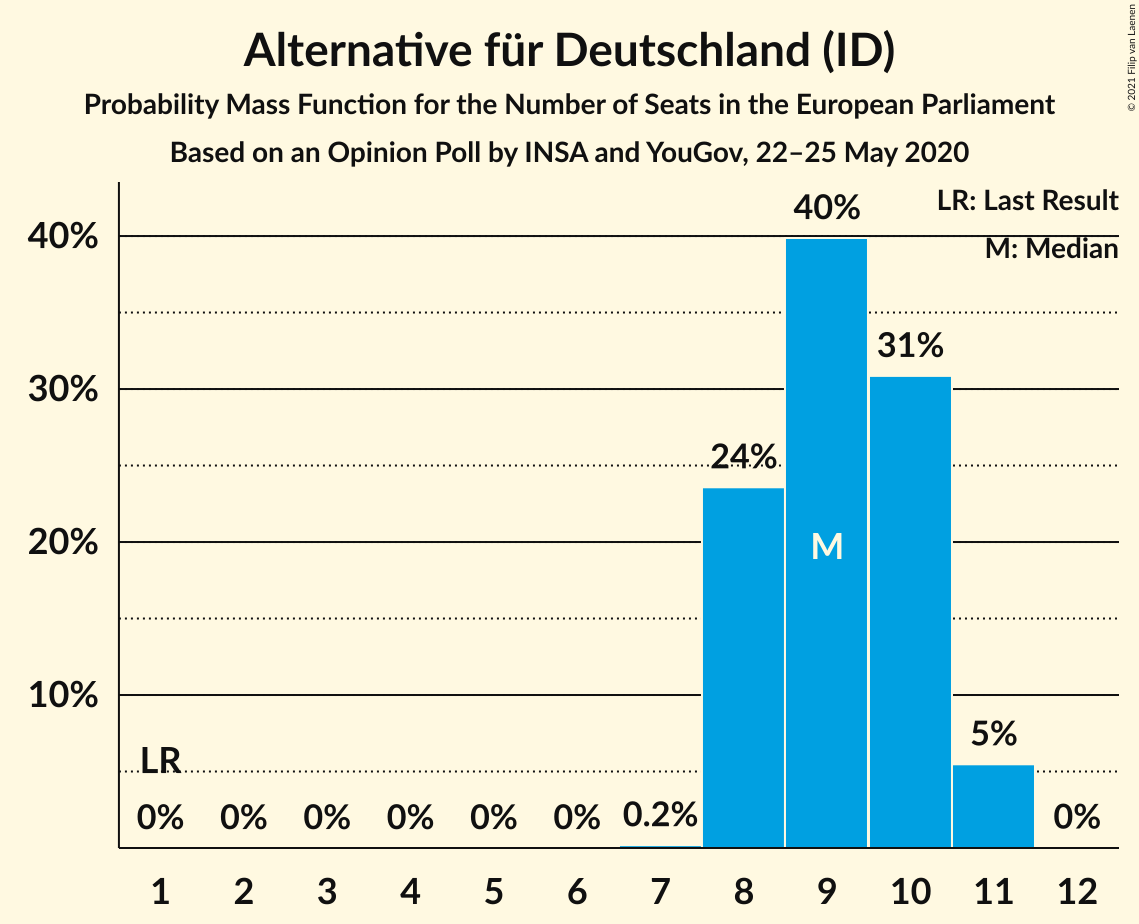 Alternative für Deutschland (ID)
Probability Mass Function for the Number of Seats in the European Parliament
Based on an Opinion Poll by INSA and YouGov, 22–25 May 2020
© 2021 Filip van Laenen
LR: Last Result
M: Median
40%
30%
20%
10%
LR
0%
0%
0%
0%
0%
0%
0.2%
24%
40%
M
31%
5%
0%
1 2 3 4 5 6 7 8 9 10 11 12